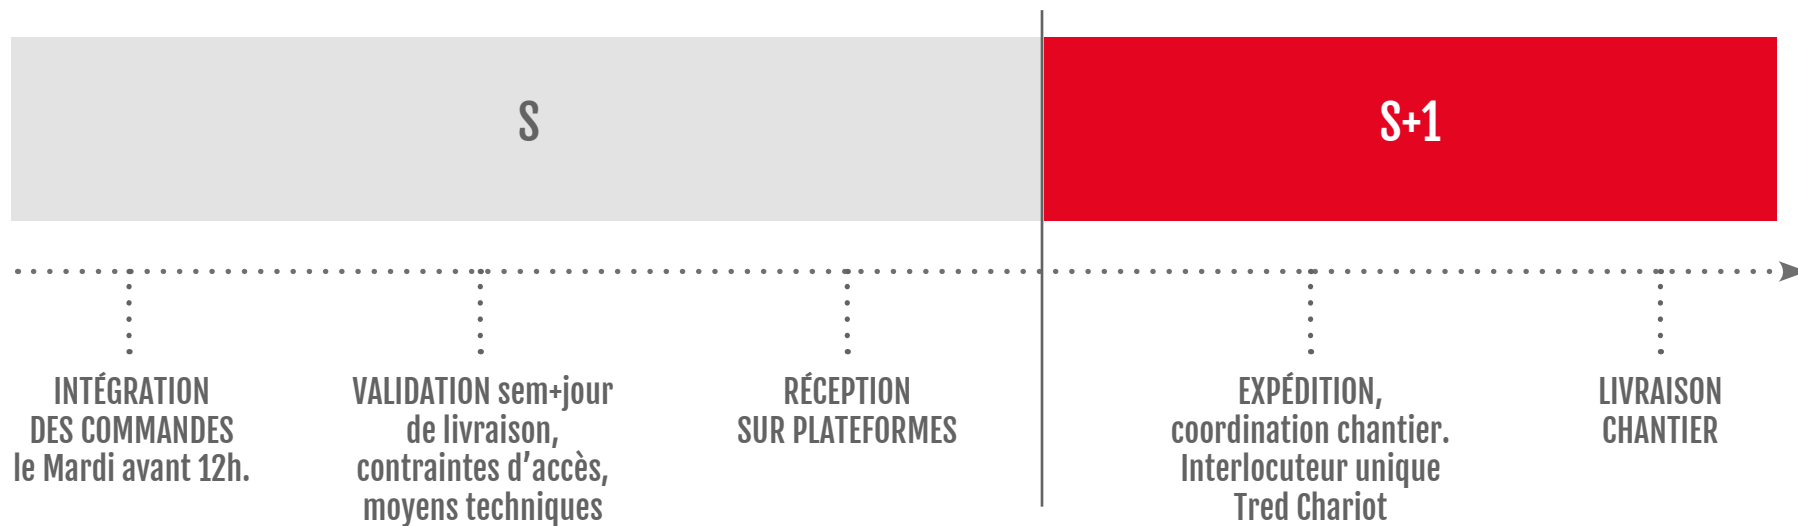 S
S+1
INTÉGRATION
DES COMMANDES
le Mardi avant 12h.
VALIDATION sem+jour
de livraison,
contraintes d’accès,
moyens techniques
RÉCEPTION
SUR PLATEFORMES
EXPÉDITION,
coordination chantier.
Interlocuteur unique
Tred Chariot
LIVRAISON
CHANTIER